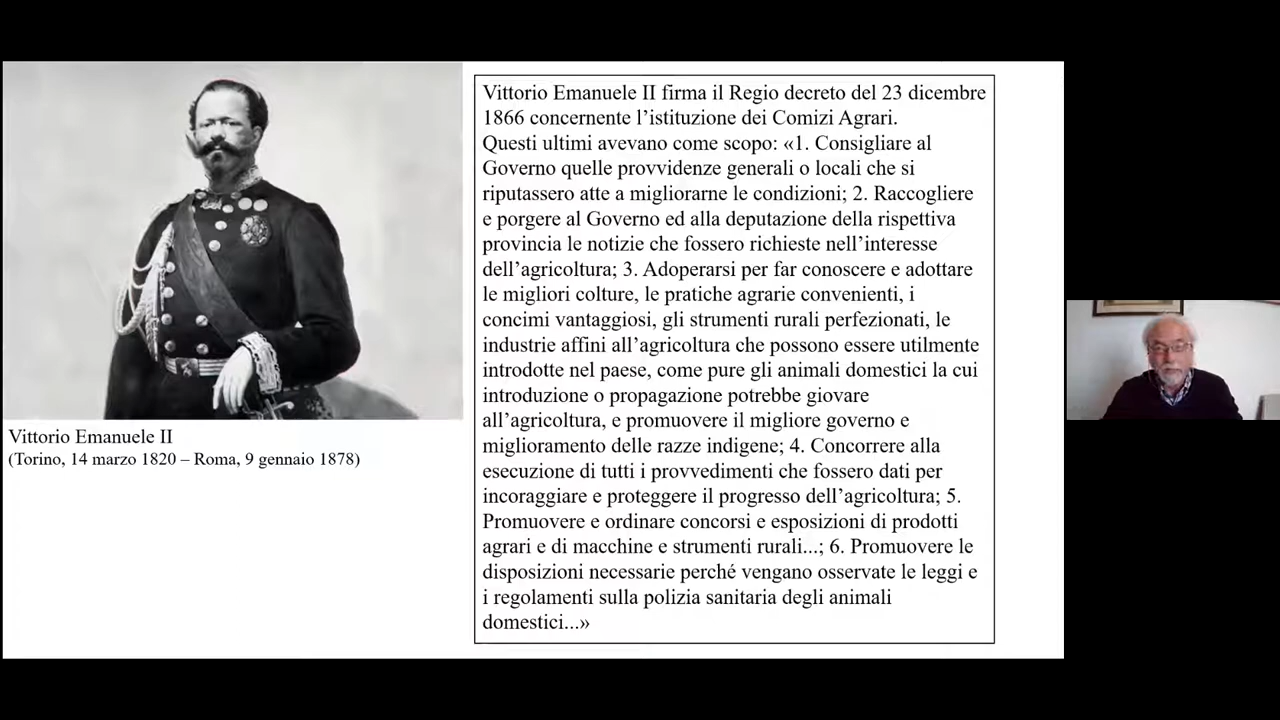 Vittorio Emanuele II
(Torino, 14 marzo 1820 – Roma, 9 gennaio 1878)
Vittorio Emanuele II firma il Regio decreto del 23 dicembre
1866 concernente l’istituzione dei Comizi Agrari.
Questi ultimi avevano come scopo: «1. Consigliare al
Governo quelle provvidenze generali o locali che si
riputassero atte a migliorarne le condizioni; 2. Raccogliere
e porgere al Governo ed alla deputazione della rispettiva
provincia le notizie che fossero richieste nell’interesse
dell’agricoltura; 3. Adoperarsi per far conoscere e adottare
le migliori colture, le pratiche agrarie convenienti, i
concimi vantaggiosi, gli strumenti rurali perfezionati, le
industrie affini all’agricoltura che possono essere utilmente
introdotte nel paese, come pure gli animali domestici la cui
introduzione o propagazione potrebbe giovare
all’agricoltura, e promuovere il migliore governo e
miglioramento delle razze indigene; 4. Concorrere alla
esecuzione di tutti i provvedimenti che fossero dati per
incoraggiare e proteggere il progresso dell’agricoltura; 5.
Promuovere e ordinare concorsi e esposizioni di prodotti
agrari e di macchine e strumenti rurali...; 6. Promuovere le
disposizioni necessarie perché vengano osservate le leggi e
i regolamenti sulla polizia sanitaria degli animali
domestici...»